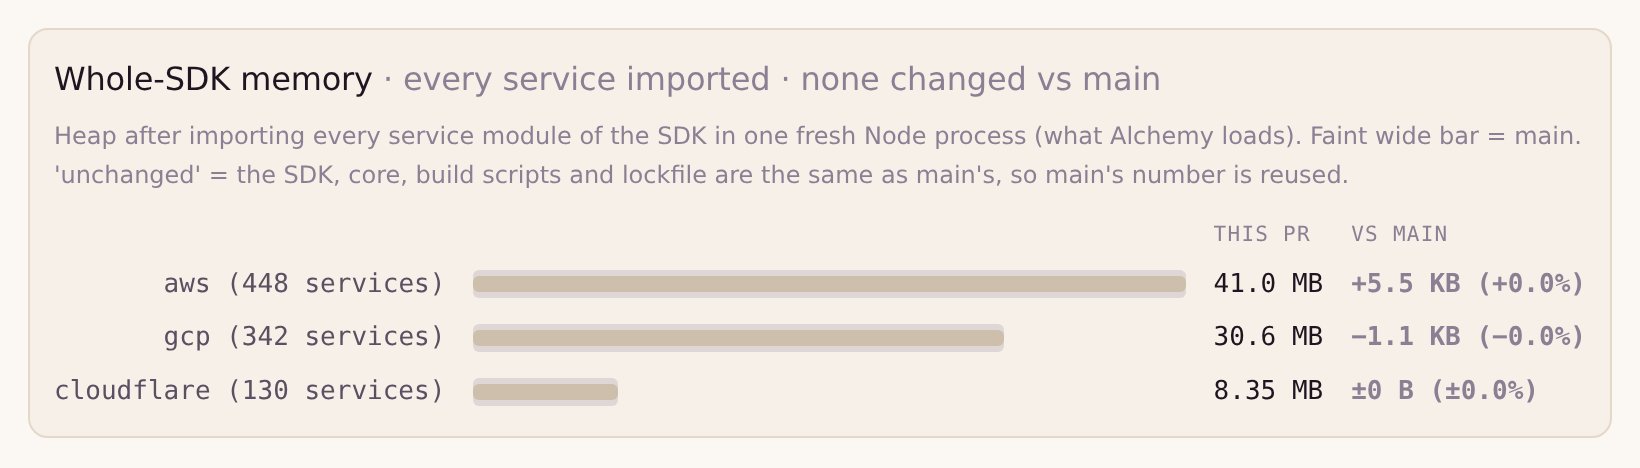 Whole-SDK memory · every service imported · none changed vs main
Heap after importing every service module of the SDK in one fresh Node process (what Alchemy loads). Faint wide bar = main.
'unchanged' = the SDK, core, build scripts and lockfile are the same as main's, so main's number is reused.
THIS PR VS MAIN
aws (448 services) 41.0 MB +5.5 KB (+0.0%)
gcp (342 services) 30.6 MB −1.1 KB (−0.0%)
cloudflare (130 services) 8.35 MB ±0 B (±0.0%)